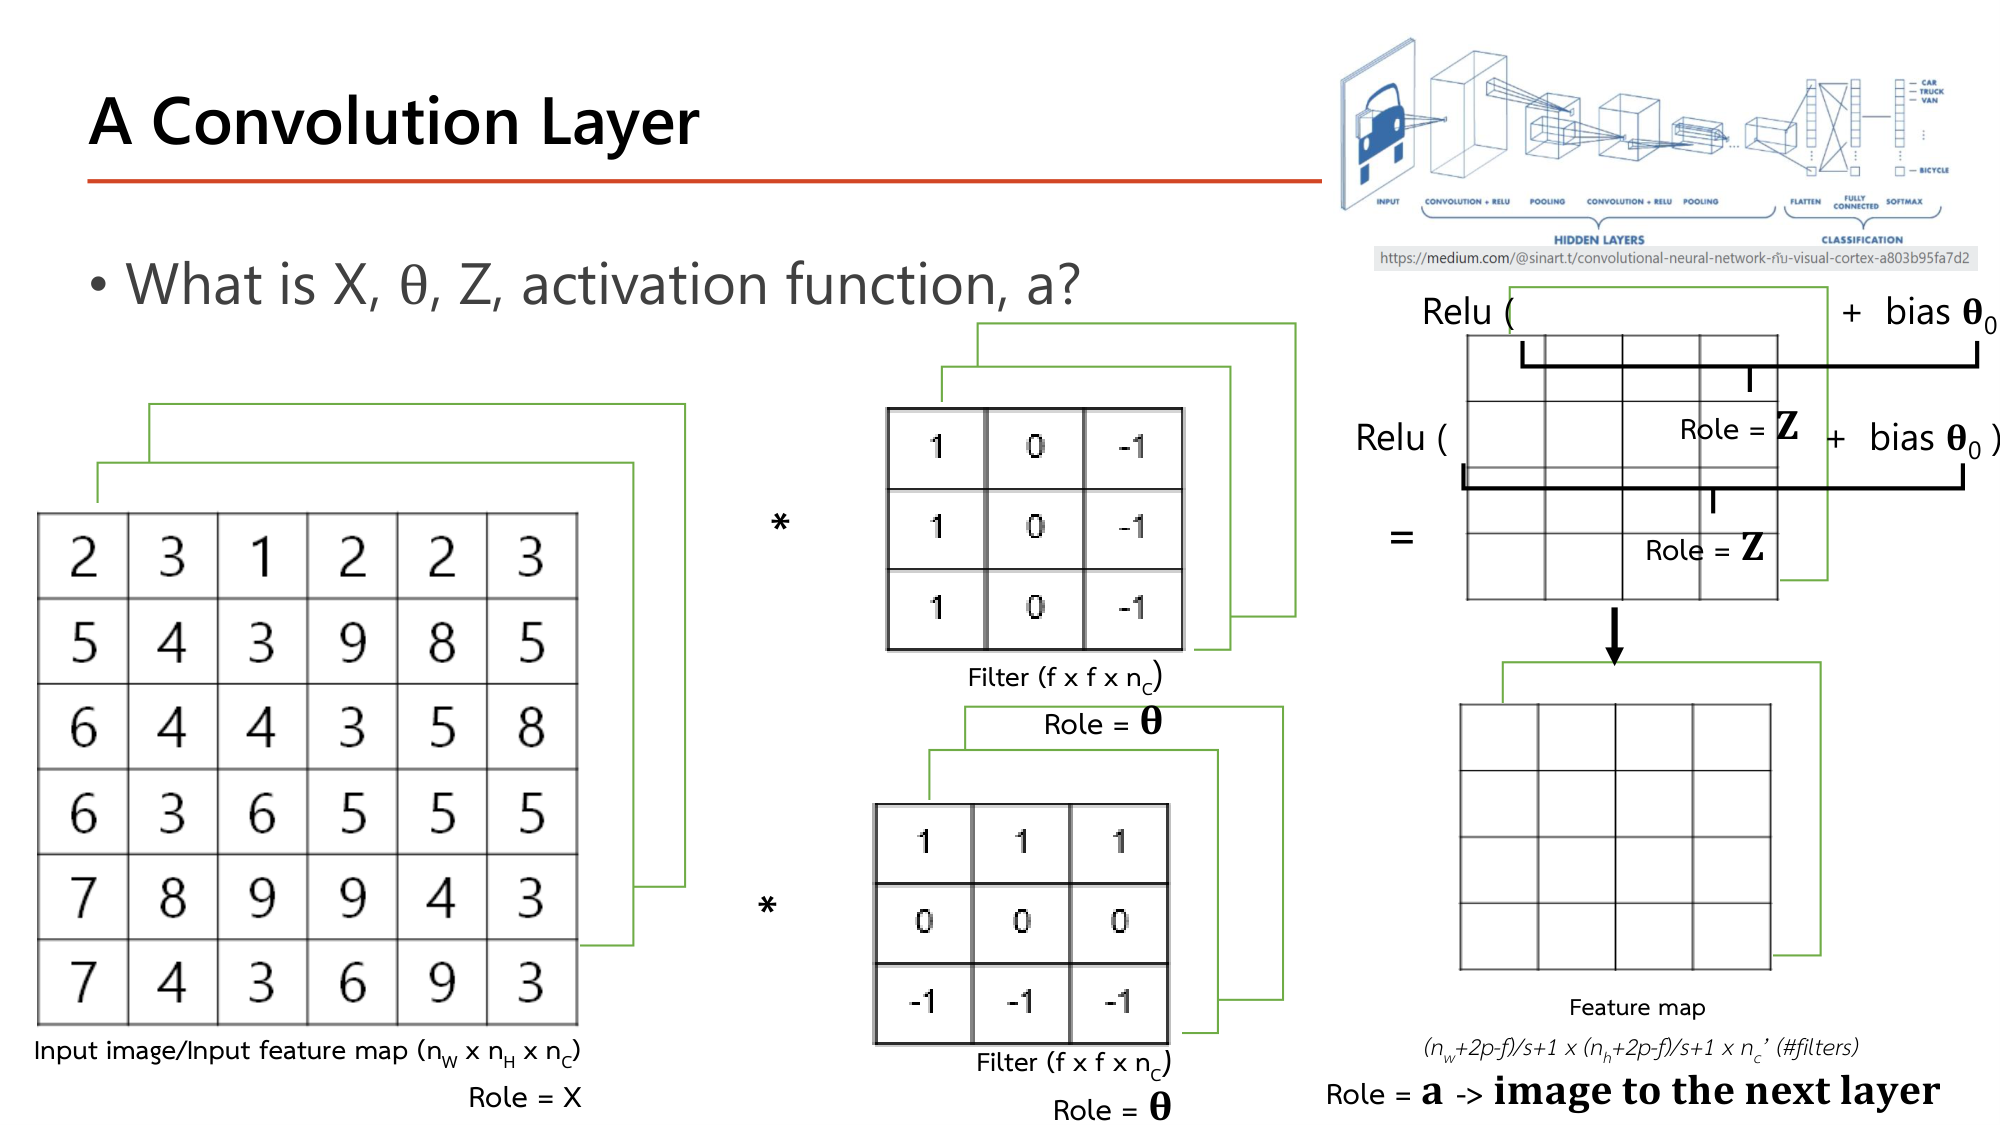 A Convolution Layer
• What is X, θ, Z, activation function, a?
CAR
TRUCK
VAN
BICYCLE
INPUT CONVOLUTION + RELU POOLING CONVOLUTION + RELU POOLING FLATTEN FULLY CONNECTED SOFTMAX
HIDDEN LAYERS CLASSIFICATION
https://medium.com/@sinart.t/convolutional-neural-network-กับ-visual-cortex-a803b95fa7d2
2 3 1 2 2 3
5 4 3 9 8 5
6 4 4 3 5 8
6 3 6 5 5 5
7 8 9 9 4 3
7 4 3 6 9 3
Input image/Input feature map (nW x nH x nC)
Role = X
*
1 0 -1
1 0 -1
1 0 -1
Filter (f x f x nC)
Role = θ
*
1 1 1
0 0 0
-1 -1 -1
Filter (f x f x nC)
Role = θ
Relu ( + bias θ0
Role = Z
Relu ( + bias θ0 )
=
Role = Z
Feature map
(nw+2p-f)/s+1 x (nh+2p-f)/s+1 x nc’ (#filters)
Role = a -> image to the next layer